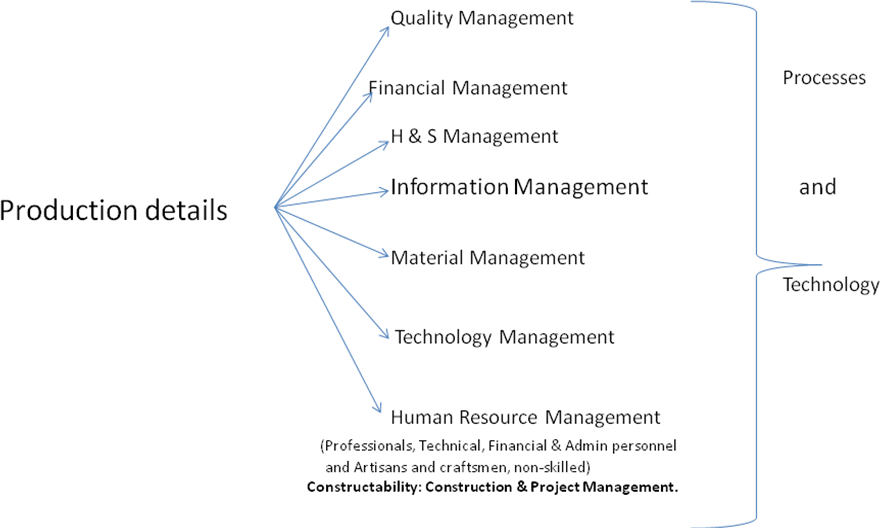 Quality Management
Financial Management
H & S Management
Information Management
Production details
Material Management
Technology Management
Human Resource Management
(Professionals, Technical, Financial & Admin personnel
and Artisans and craftsmen, non-skilled)
Constructability: Construction & Project Management.
Processes
and
Technology